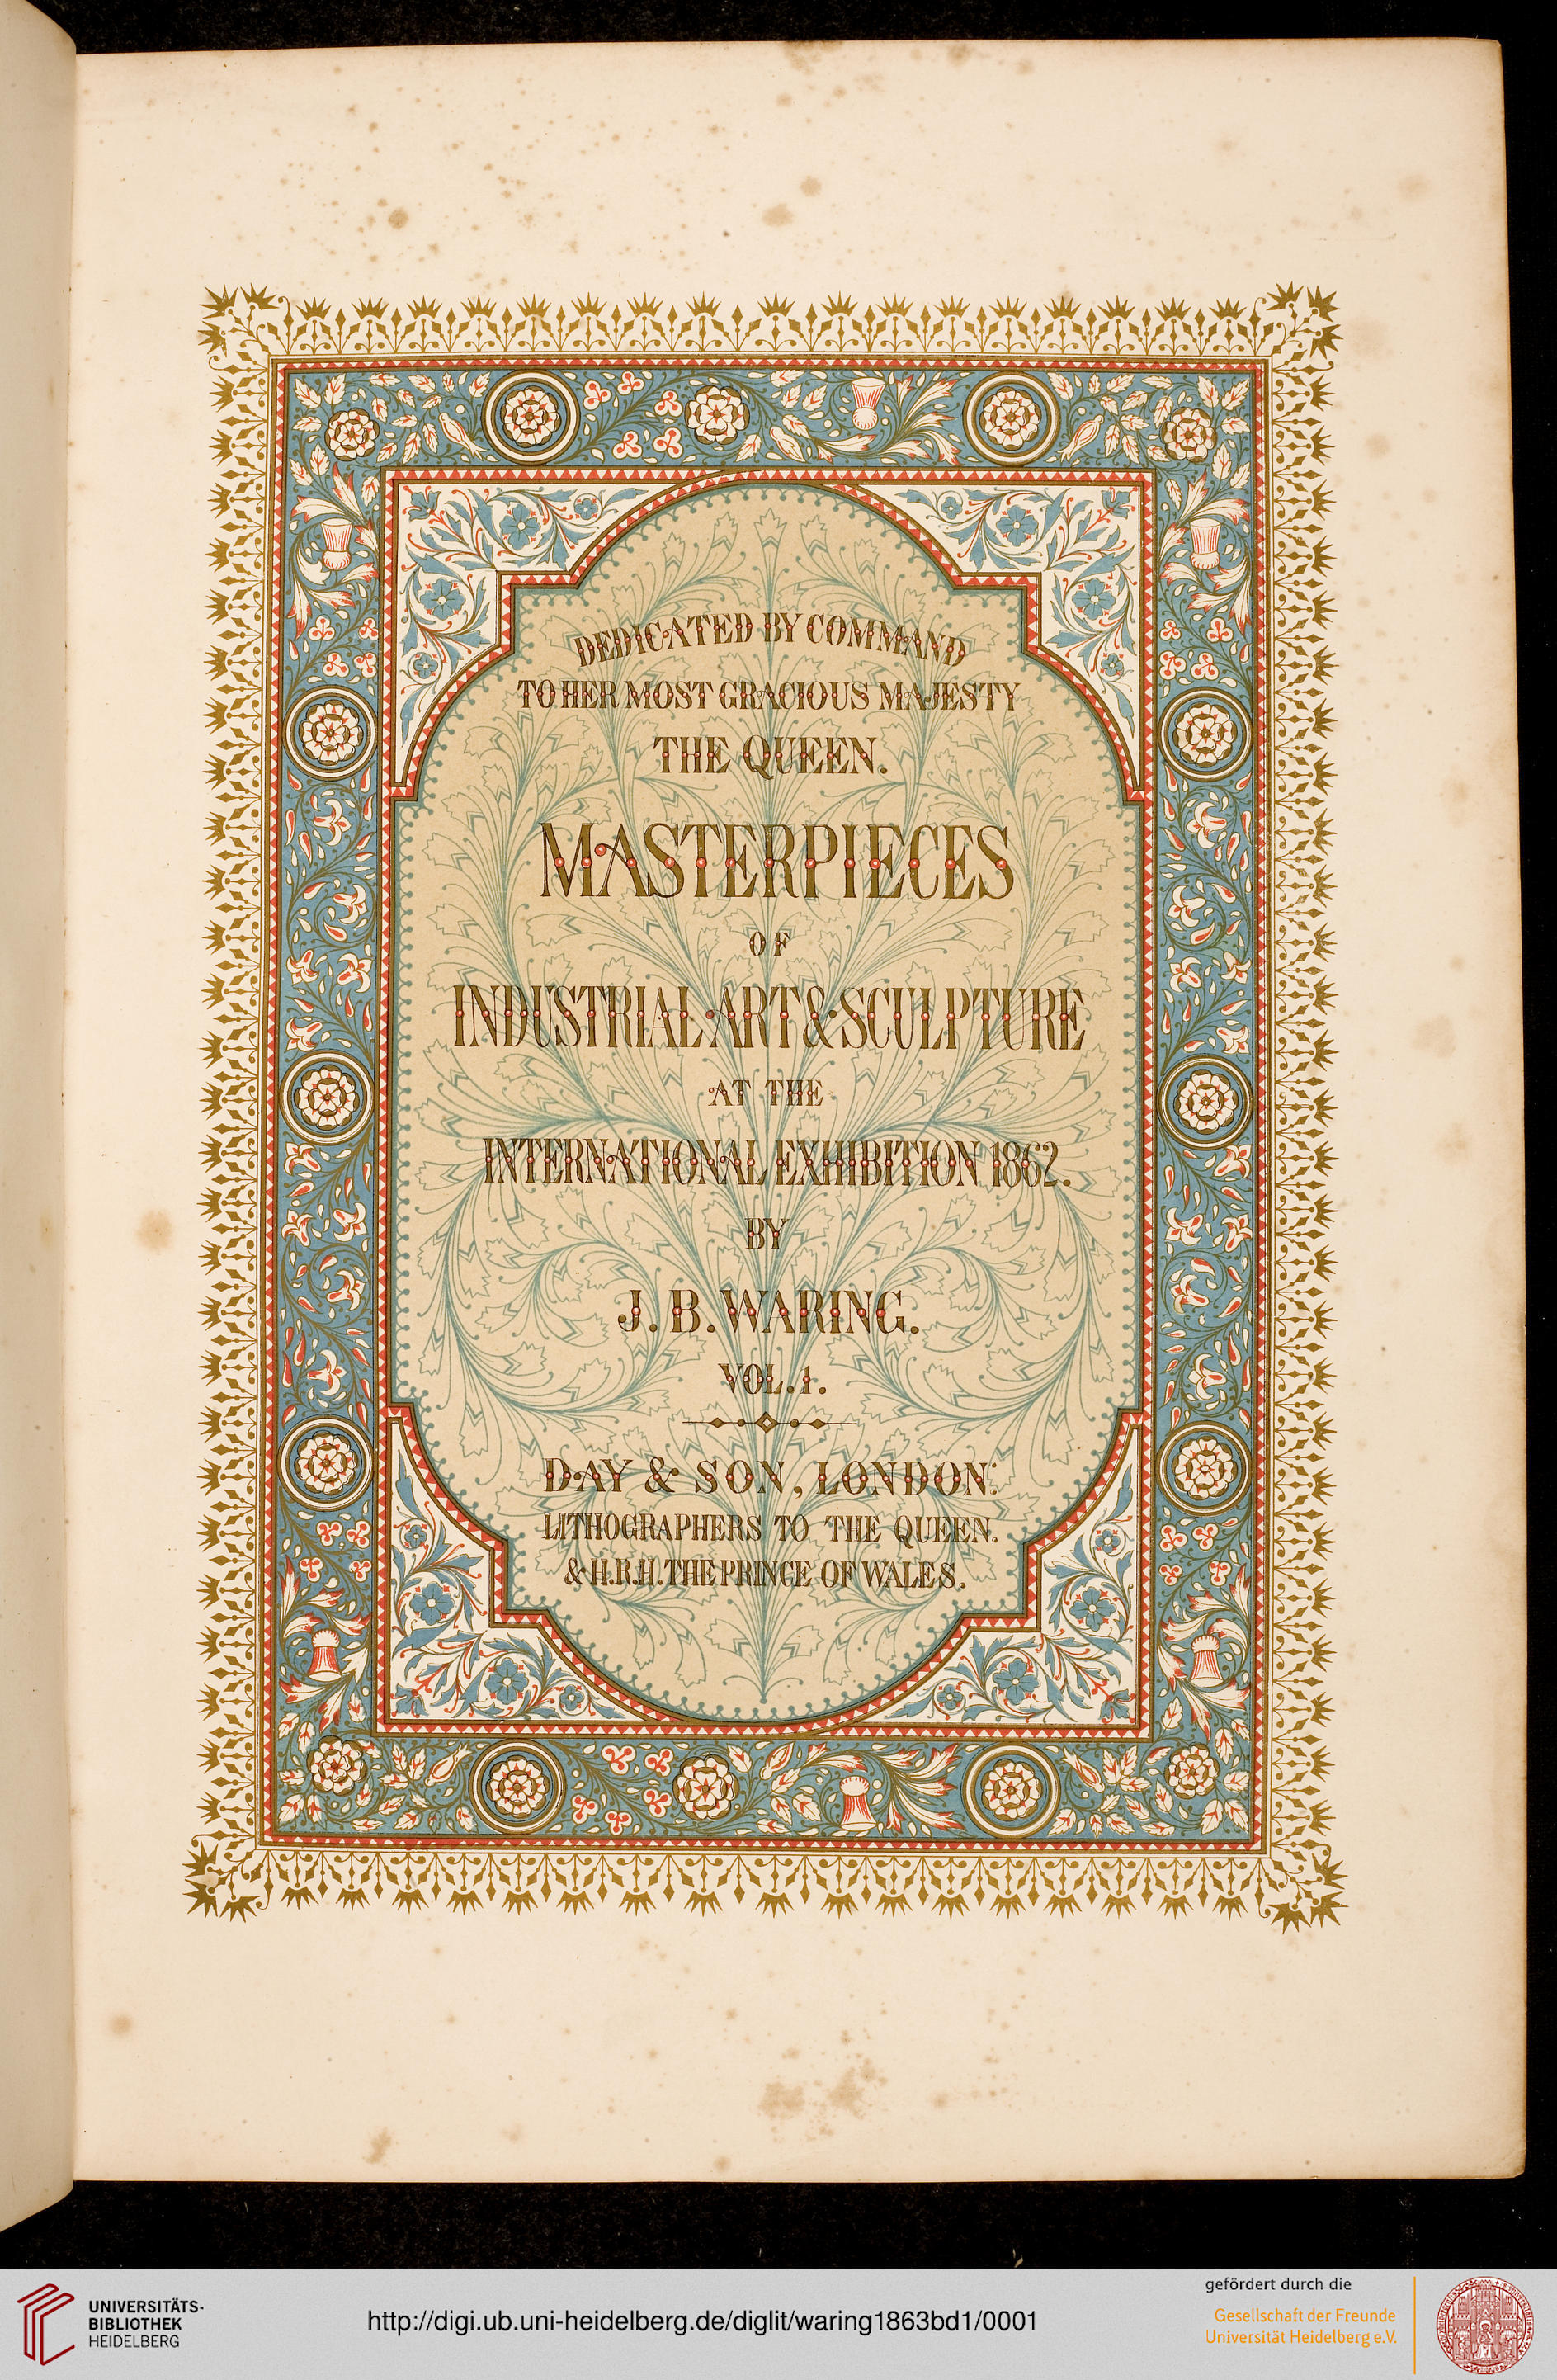 DEDICATED BY COMMAND
TO HER MOST GRACIOUS MAJESTY
THE QUEEN.
MASTERPIECES
OF
INDUSTRIAL ART & SCULPTURE
AT THE
INTERNATIONAL EXHIBITION 1862.
BY
J. B. WARING.
VOL. 1.
DAY & SON, LONDON:
LITHOGRAPHERS TO THE QUEEN.
& H.R.H. THE PRINCE OF WALES.
UNIVERSITÄTS-
BIBLIOTHEK
HEIDELBERG
http://digi.ub.uni-heidelberg.de/diglit/waring1863bd1/0001
gefördert durch die
Gesellschaft der Freunde
Universität Heidelberg e.V.